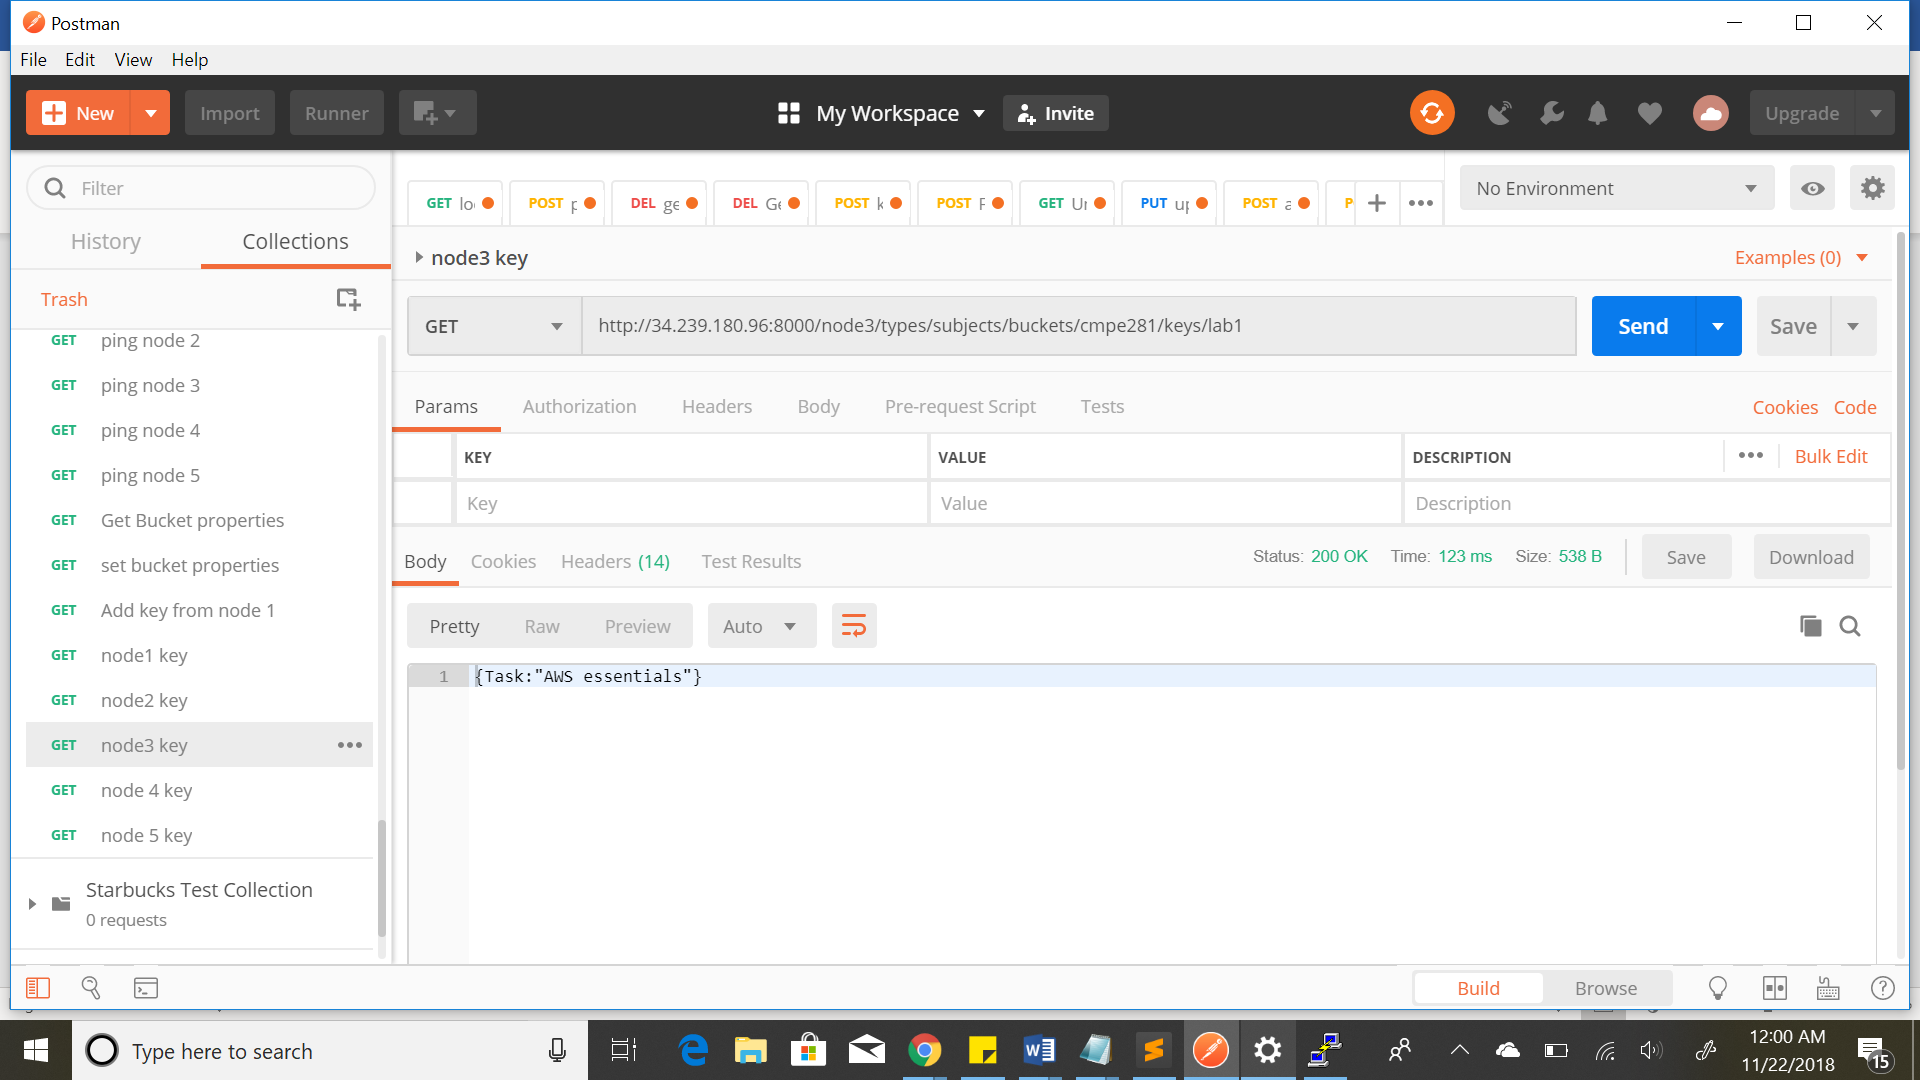 Postman
File Edit View Help
New Import Runner My Workspace Invite Upgrade
Filter
History Collections
Trash
GET ping node 2
GET ping node 3
GET ping node 4
GET ping node 5
GET Get Bucket properties
GET set bucket properties
GET Add key from node 1
GET node1 key
GET node2 key
GET node3 key
GET node 4 key
GET node 5 key
Starbucks Test Collection
0 requests
GET POST DEL DEL Ge POST POST GET PUT POST
No Environment
node3 key Examples (0)
GET http://34.239.180.96:8000/node3/types/subjects/buckets/cmpe281/keys/lab1 Send Save
Params Authorization Headers Body Pre-request Script Tests Cookies Code
KEY VALUE DESCRIPTION Bulk Edit
Key Value Description
Body Cookies Headers (14) Test Results Status: 200 OK Time: 123 ms Size: 538 B Save Download
Pretty Raw Preview Auto
1 {Task:"AWS essentials"}
Build Browse
Type here to search
12:00 AM
11/22/2018
15